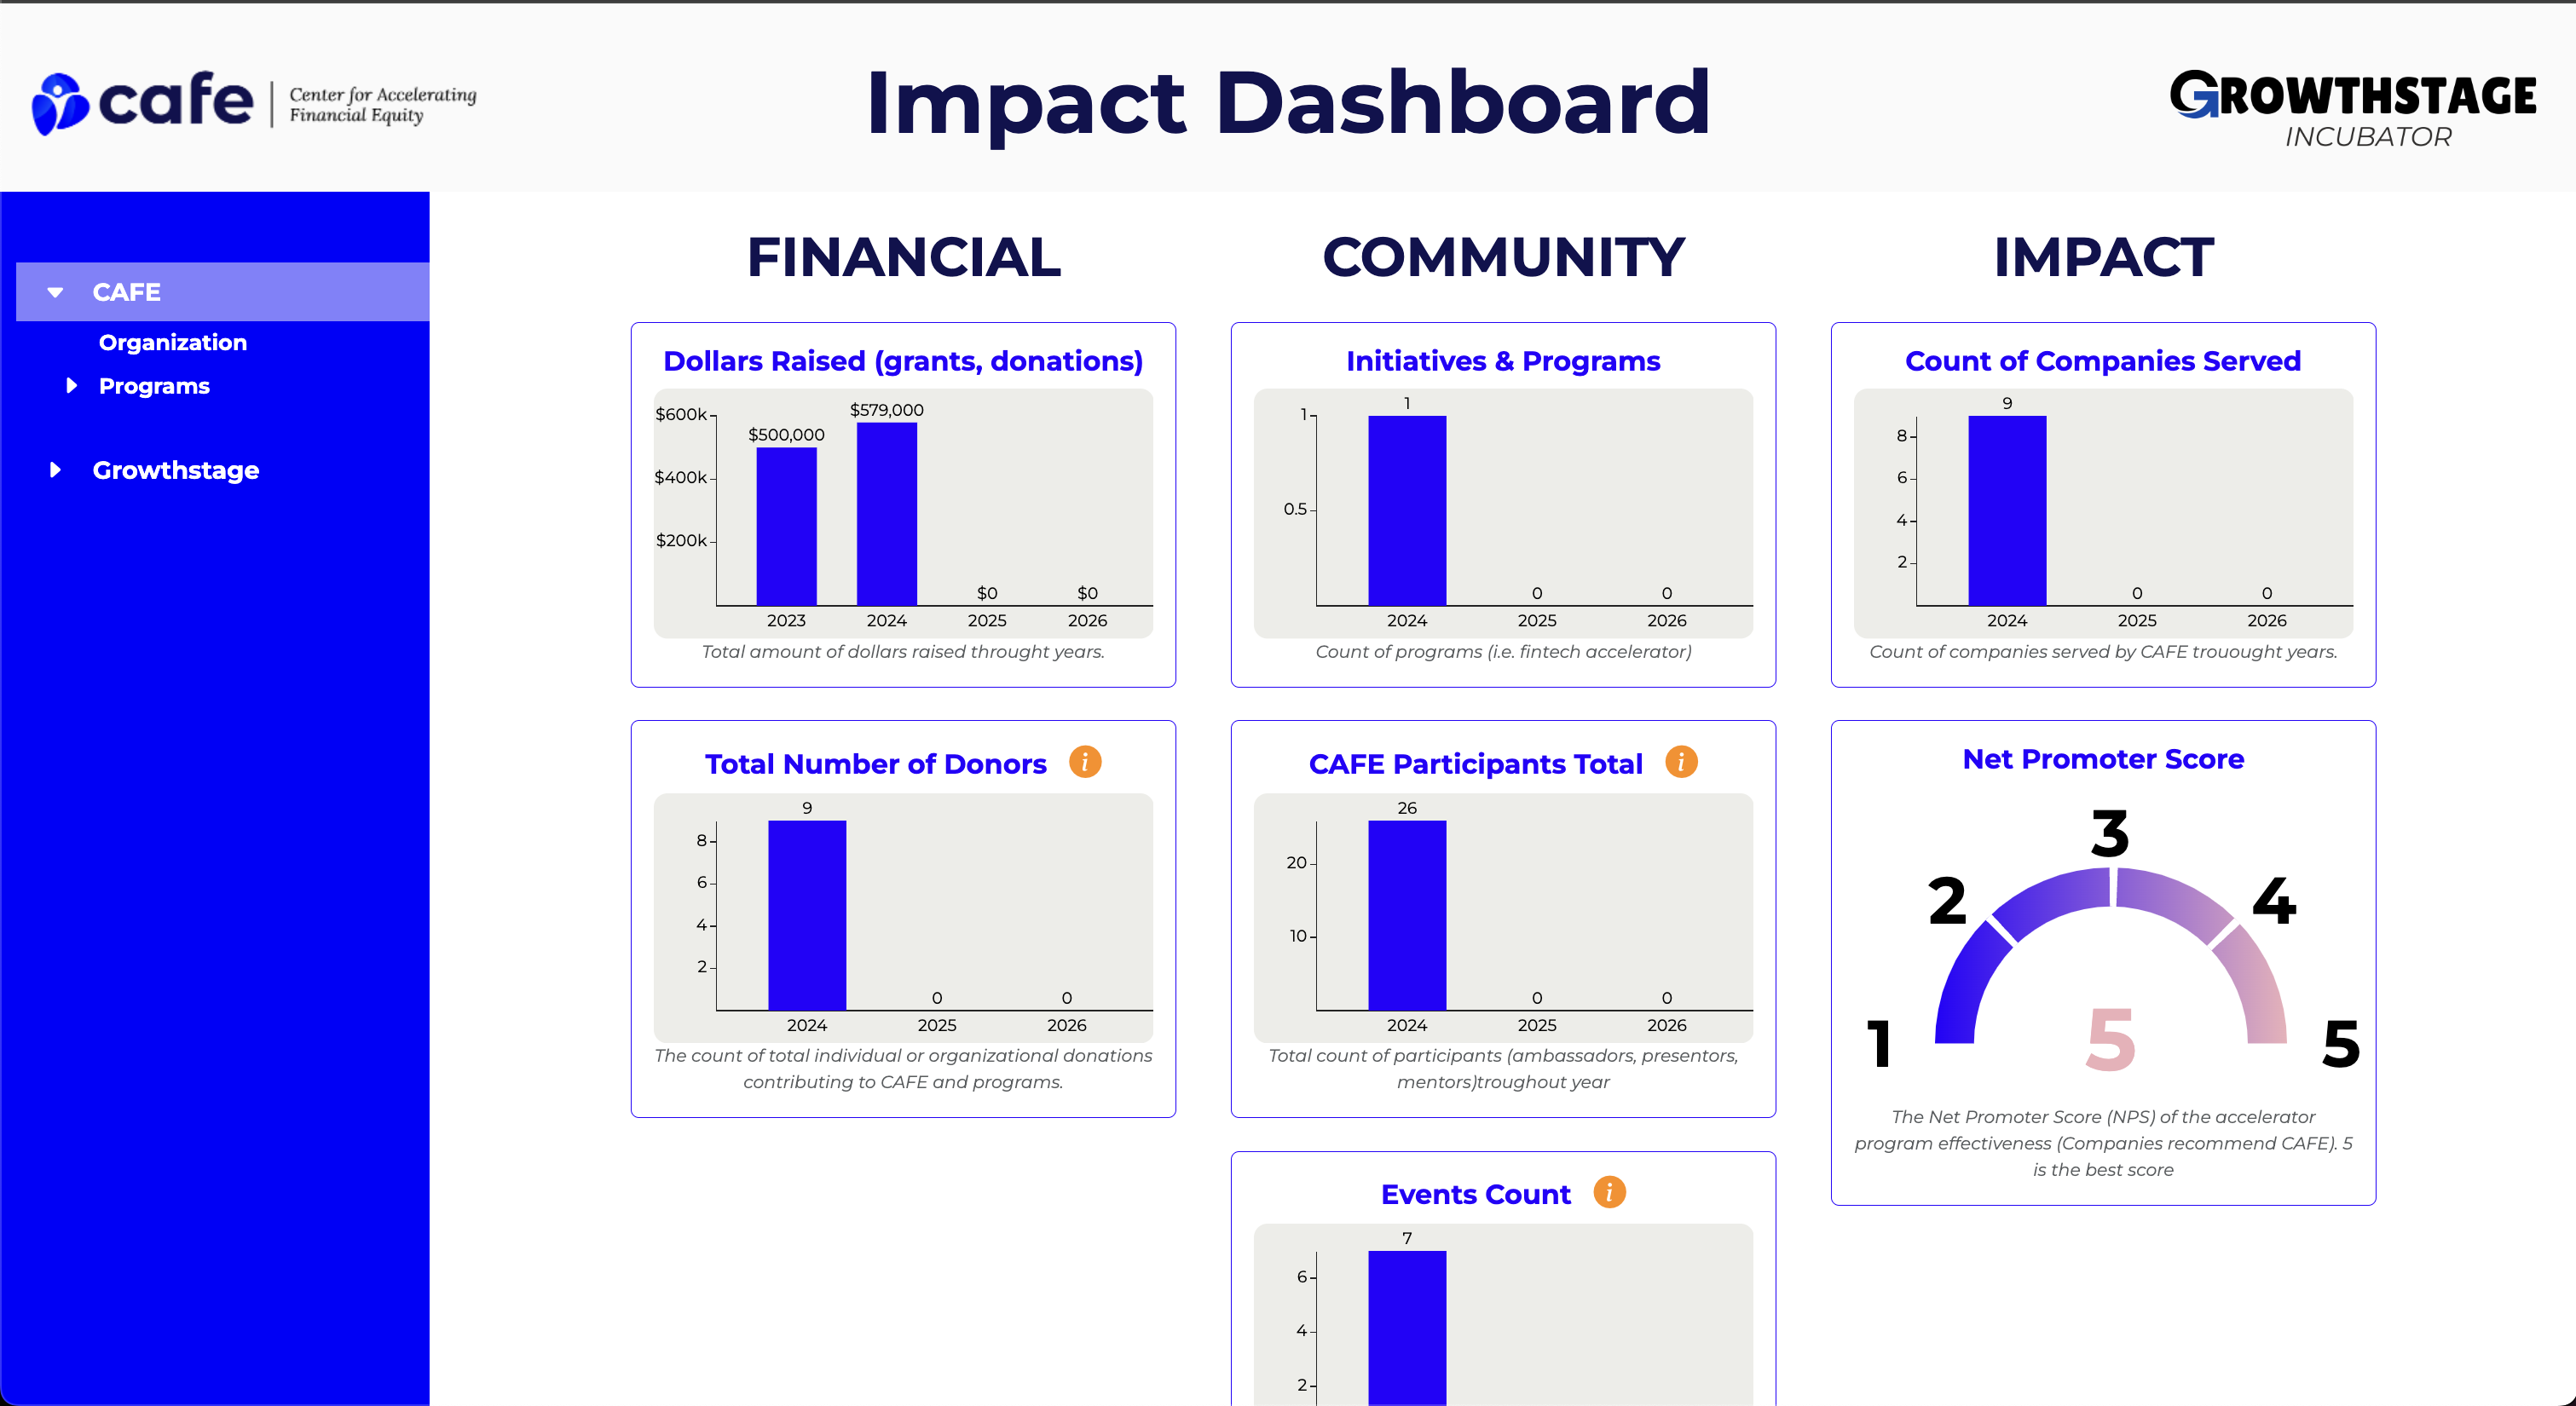 cafe
Center for Accelerating
Financial Equity
Impact Dashboard
GROWTHSTAGE
INCUBATOR
CAFE
Organization
Programs
Growthstage
FINANCIAL
Dollars Raised (grants, donations)
$600k
$400k
$200k
$500,000
$579,000
$0
$0
2023 2024 2025 2026
Total amount of dollars raised throught years.
Total Number of Donors i
8
6
4
2
9
0
0
2024 2025 2026
The count of total individual or organizational donations
contributing to CAFE and programs.
COMMUNITY
Initiatives & Programs
1
0.5
1
0
0
2024 2025 2026
Count of programs (i.e. fintech accelerator)
CAFE Participants Total i
20
10
26
0
0
2024 2025 2026
Total count of participants (ambassadors, presentors,
mentors)troughout year
Events Count i
6
4
2
7
IMPACT
Count of Companies Served
8
6
4
2
9
0
0
2024 2025 2026
Count of companies served by CAFE trouought years.
Net Promoter Score
1
2
3
4
5
5
The Net Promoter Score (NPS) of the accelerator
program effectiveness (Companies recommend CAFE). 5
is the best score